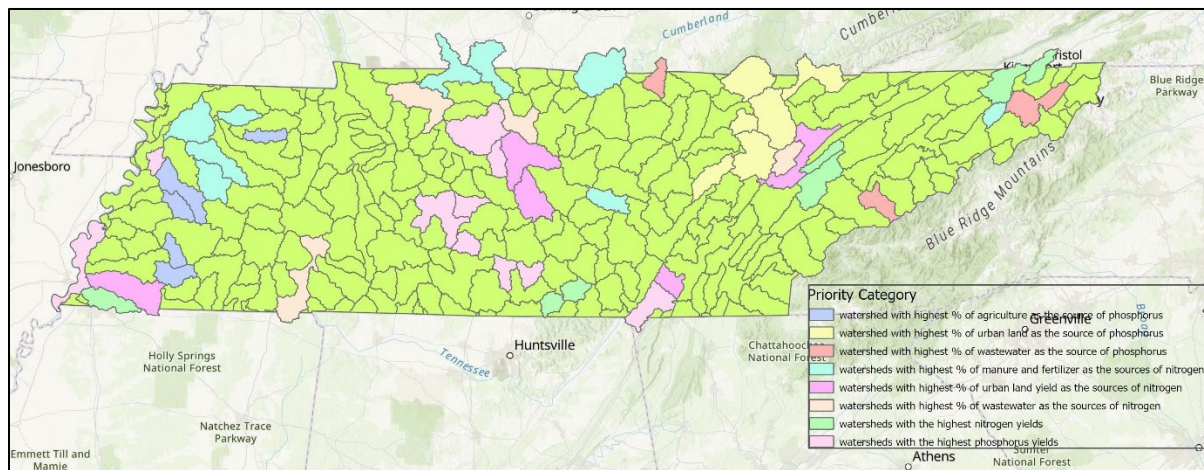 Cumberland
Bristol
Blue Ridge
Parkway
y
Jonesboro
Blue Ridge Mountains
Priority Category
watershed with highest % of agriculture as the source of phosphorus
watershed with highest % of urban land as the source of phosphorus
Greenville
watershed with highest % of wastewater as the source of phosphorus
watersheds with highest % of manure and fertilizer as the sources of nitrogen
watersheds with highest % of urban land yield as the sources of nitrogen
watersheds with highest % of wastewater as the sources of nitrogen
watersheds with the highest nitrogen yields
watersheds with the highest phosphorus yields
Huntsville
Tennessee
Holly Springs
National Forest
National Forest
Natchez Trace
Parkway
Emmett Till and
Mamie
Athens
National Forest